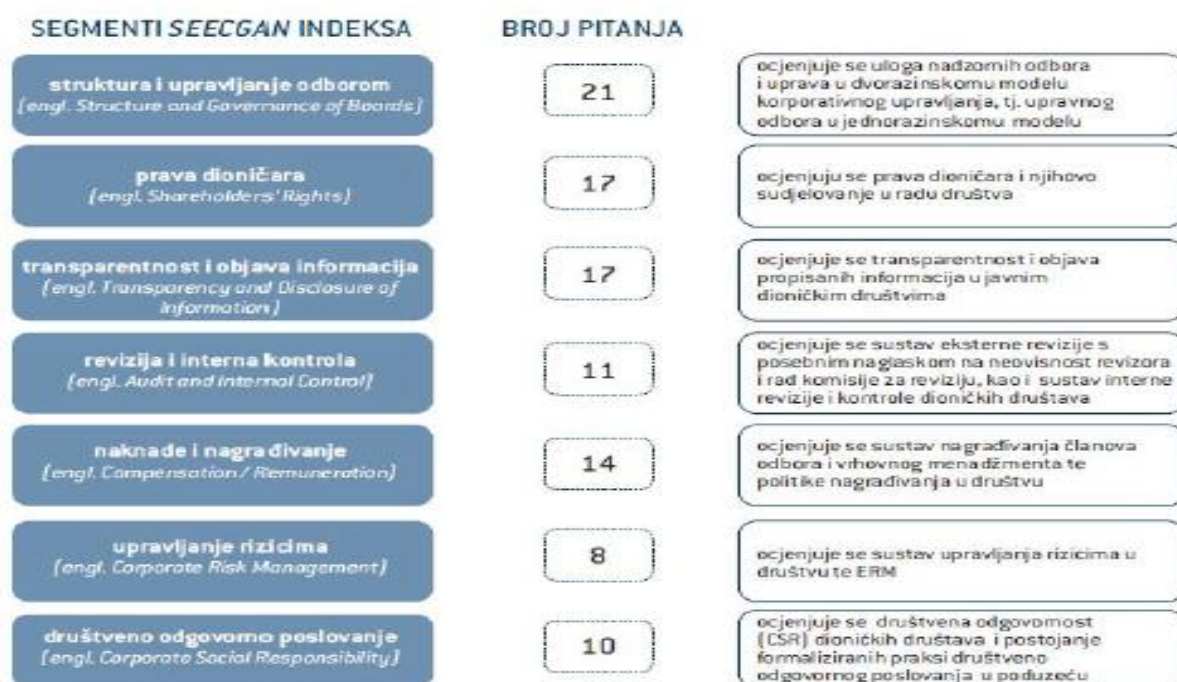 SEGMENTI SEECGAN INDEKSA
BROJ PITANJA
struktura i upravljanje odborom
(engl. Structure and Governance of Boards)
21
ocjenjuje se uloga nadzornih odbora
i uprava u dvorazinskomu modelu
korporativnog upravljanja, tj. upravnog
odbora u jednorazinskomu modelu
prava dioničara
(engl. Shareholders' Rights)
17
ocjenjuju se prava dioničara i njihovo
sudjelovanje u radu društva
transparentnost i objava informacija
(engl. Transparency and Disclosure of
Information)
17
ocjenjuje se transparentnost i objava
propisanih informacija u javnim
dioničkim društvima
revizija i interna kontrola
(engl. Audit and Internal Control)
11
ocjenjuje se sustav eksterne revizije s
posebnim naglaskom na neovisnost revizora
i rad komisije za reviziju, kao i sustav interne
revizije i kontrole dioničkih društava
naknade i nagrađivanje
(engl. Compensation / Remuneration)
14
ocjenjuje se sustav nagrađivanja članova
odbora i vrhovnog menadžmenta te
politike nagrađivanja u društvu
upravljanje rizicima
(engl. Corporate Risk Management)
8
ocjenjuje se sustav upravljanja rizicima u
društvu te ERM
društveno odgovorno poslovanje
(engl. Corporate Social Responsibility)
10
ocjenjuje se društvena odgovornost
(CSR) dioničkih društava i postojanje
formaliziranih praksi društveno
odgovornog poslovanja u poduzeću